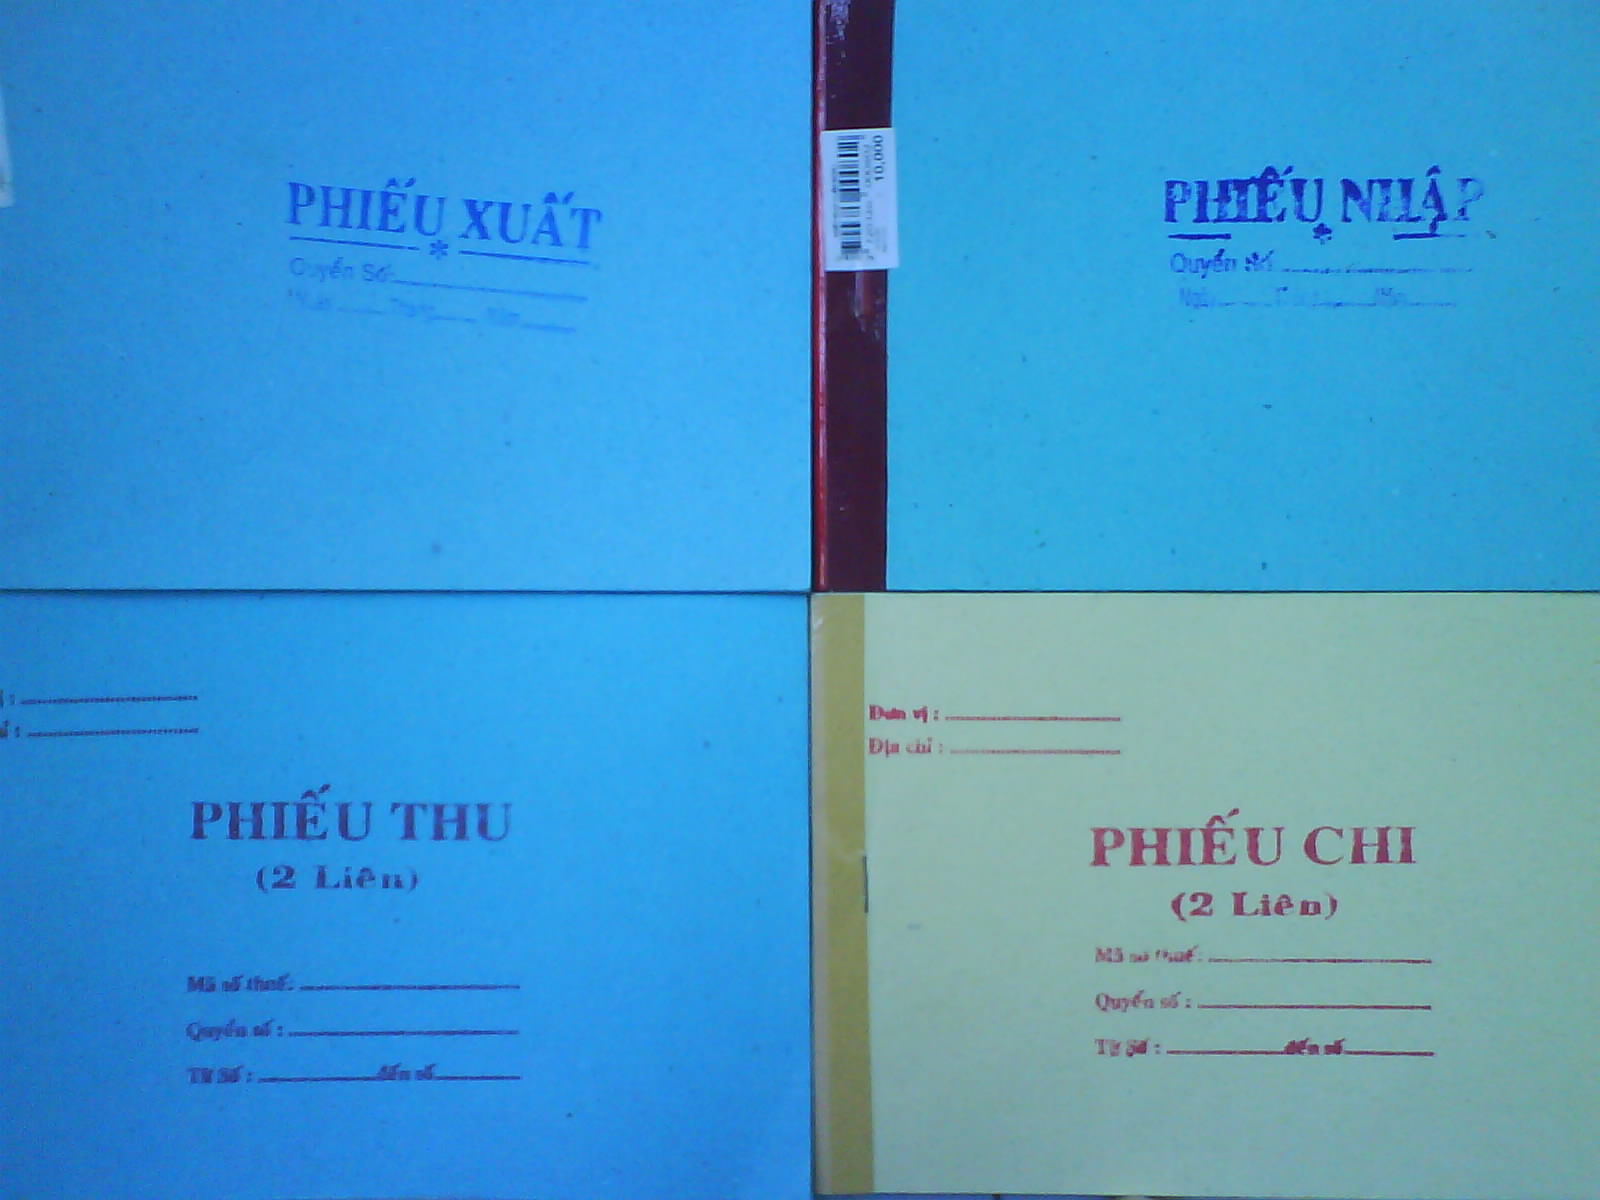 PHIẾU XUẤT
*
Quyển Số:
PHIẾU NHẬP
Quyển số
10,000
PHIẾU THU
(2 Liên)
Mã số thuế:
Quyển số :
Từ Số : đến số
Đơn vị :
Địa chỉ :
PHIẾU CHI
(2 Liên)
Mã số thuế:
Quyển số :
Từ Số : đến số